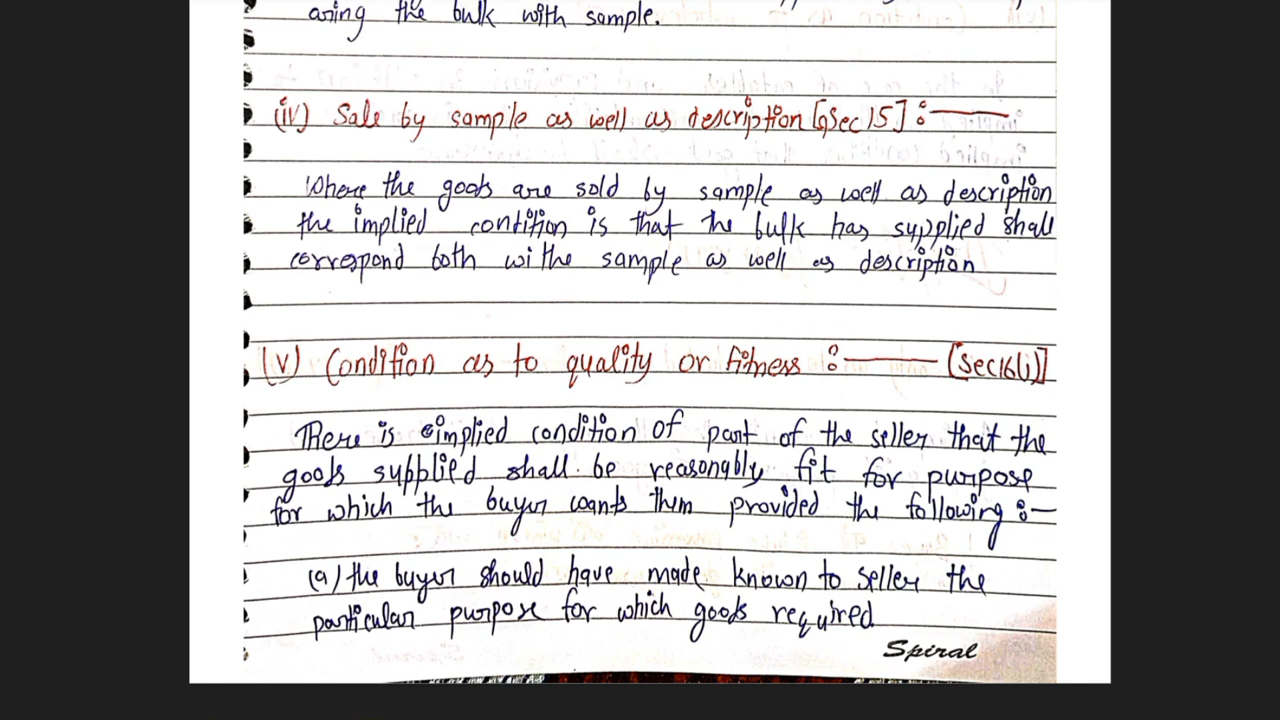 aring the bulk with sample.
(iv) Sale by sample as well as description [Sec 15] :—
Where the goods are sold by sample as well as description
the implied condition is that the bulk has supplied shall
correspond both withe sample as well as description
(V) Condition as to quality or fitness :— [Sec16(i)]
There is implied condition of part of the seller that the
goods supplied shall be reasonably fit for purpose
for which the buyer wants them provided the following :—
(a) the buyer should have made known to seller the
particular purpose for which goods required
Spiral